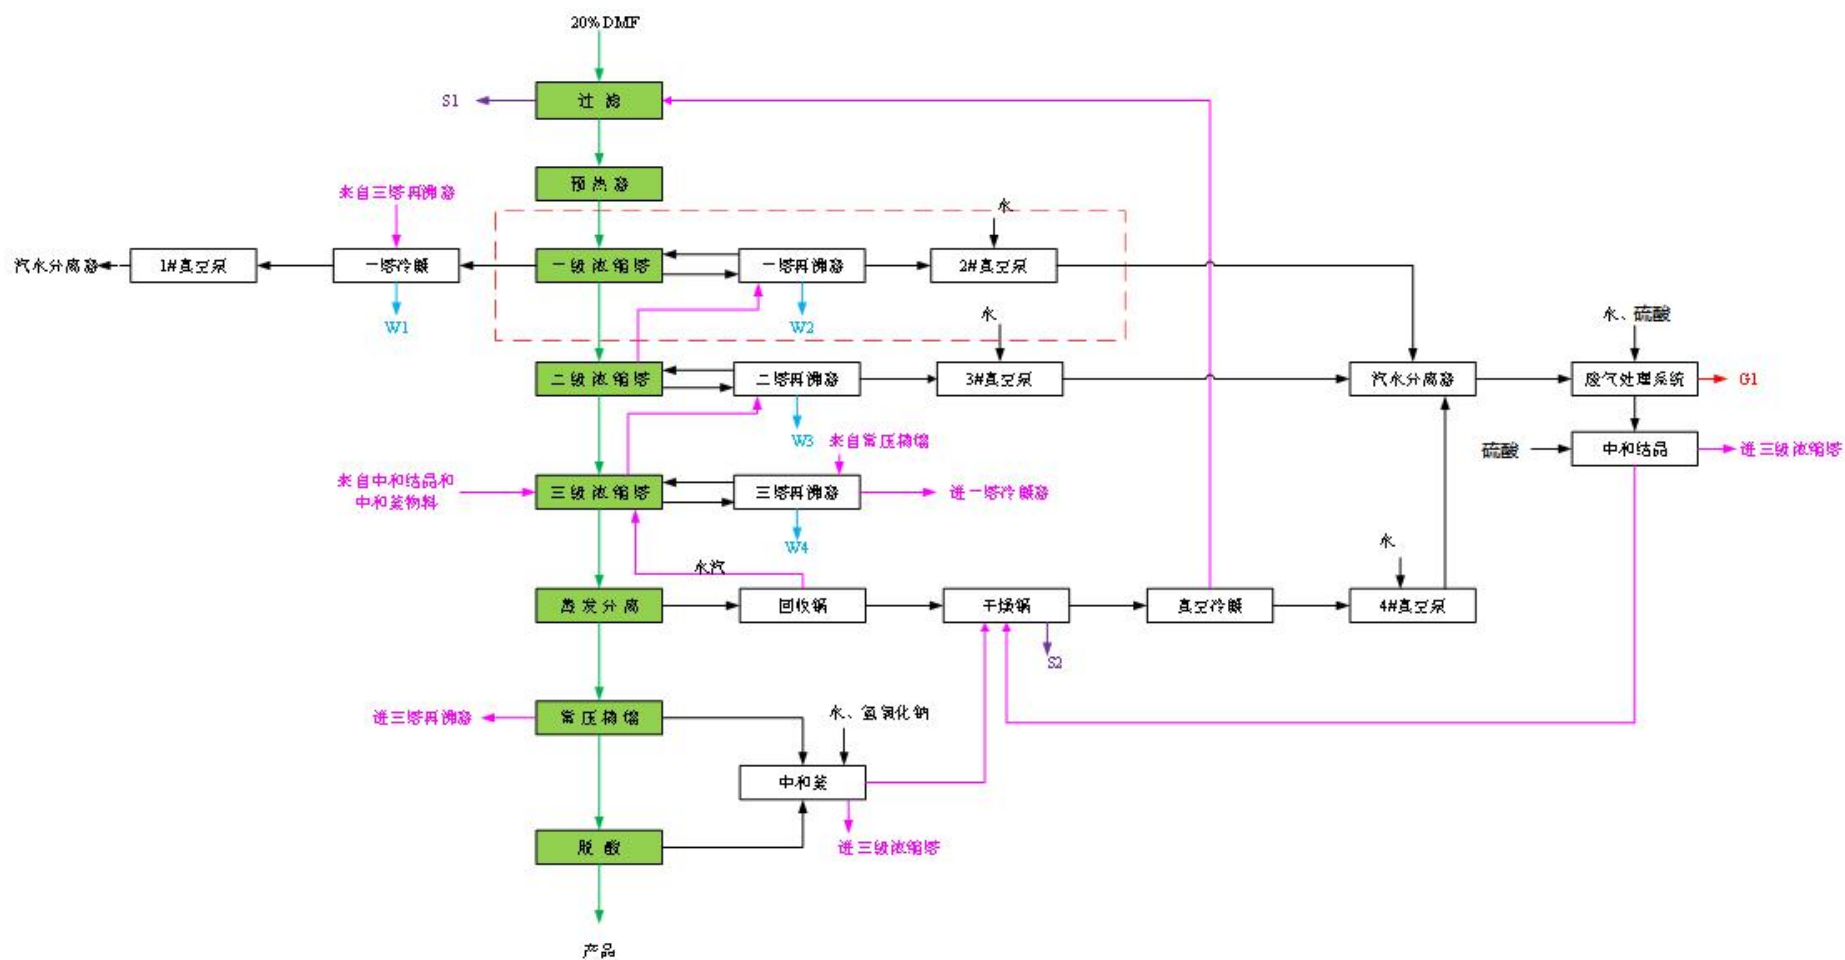 20%DMF
S1
过滤
预热器
来自三塔再沸器
水
汽水分离器
1#真空泵
一塔冷凝
一级浓缩塔
一塔再沸器
2#真空泵
W1
W2
水
水、硫酸
二级浓缩塔
二塔再沸器
3#真空泵
汽水分离器
废气处理系统
G1
W3
来自常压精馏
硫酸
中和结晶
进三级浓缩塔
来自中和结晶和
中和釜物料
三级浓缩塔
三塔再沸器
进一塔冷凝器
W4
水
水汽
蒸发分离
回收锅
干燥锅
真空冷凝
4#真空泵
S2
进三塔再沸器
常压精馏
水、氢氧化钠
中和釜
脱酸
进三级浓缩塔
产品